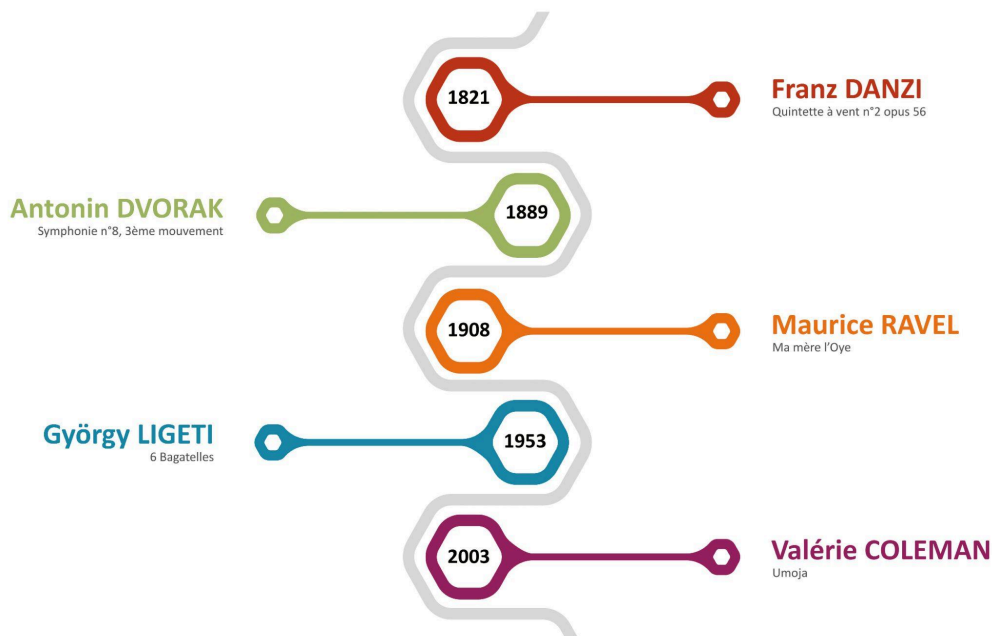 1821
Franz DANZI
Quintette à vent n°2 opus 56
Antonin DVORAK
Symphonie n°8, 3ème mouvement
1889
1908
Maurice RAVEL
Ma mère l'Oye
György LIGETI
6 Bagatelles
1953
2003
Valérie COLEMAN
Umoja